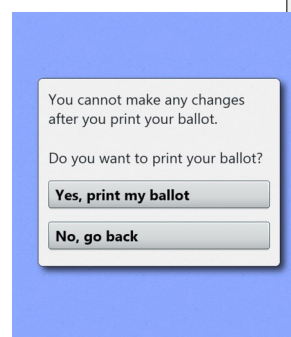 You cannot make any changes
after you print your ballot.
Do you want to print your ballot?
Yes, print my ballot
No, go back